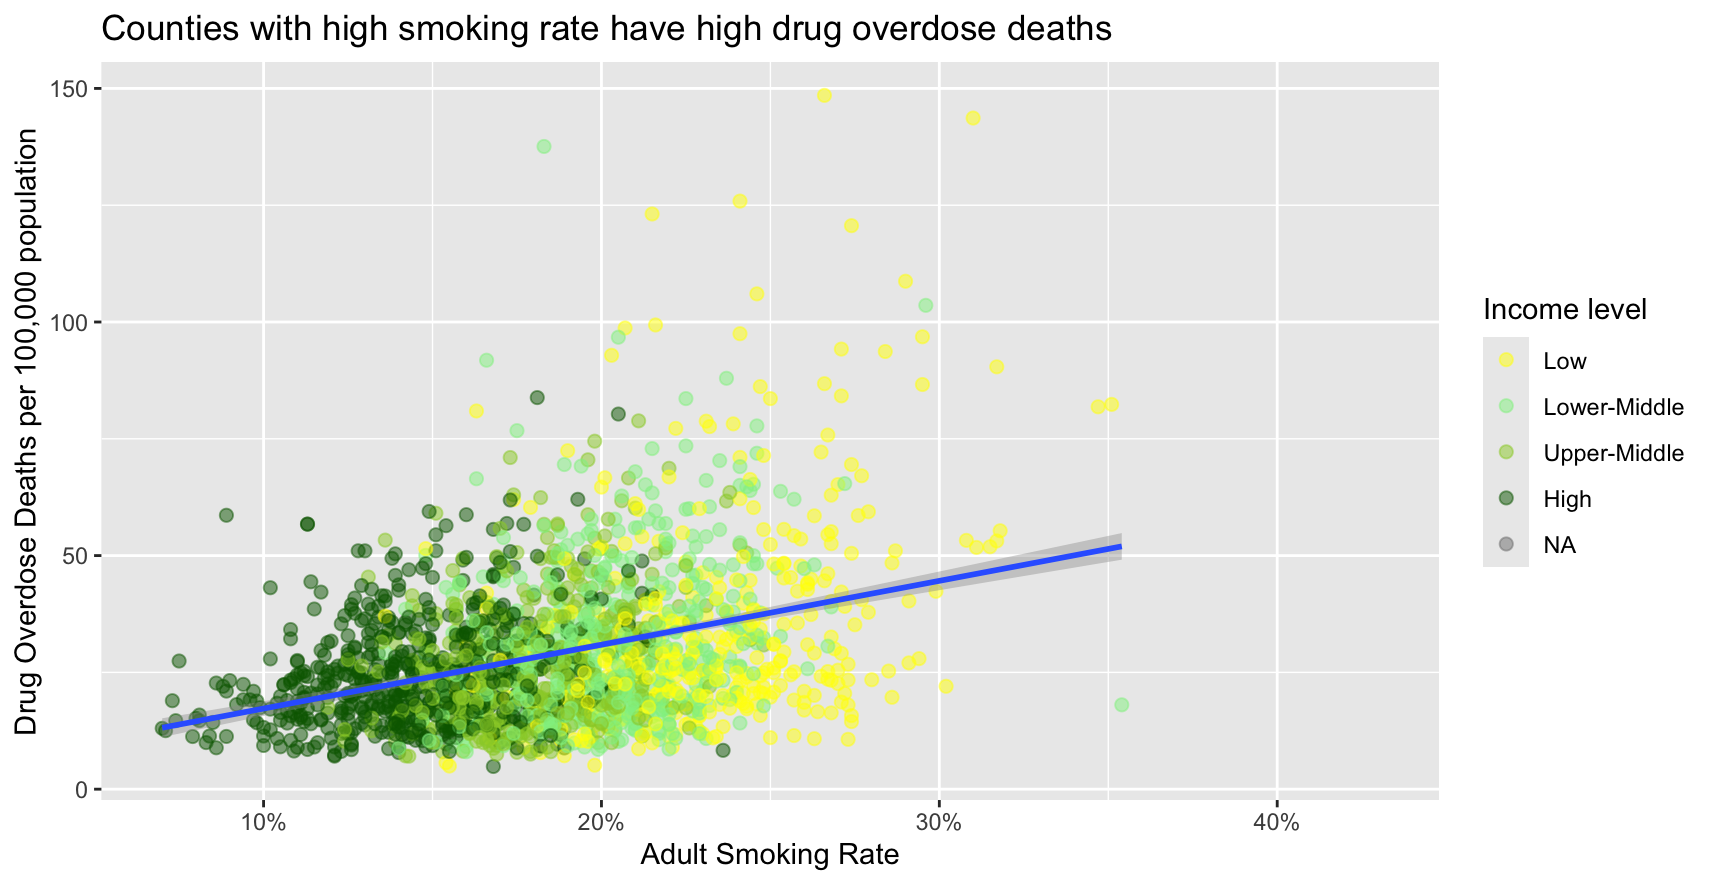 Counties with high smoking rate have high drug overdose deaths
Drug Overdose Deaths per 100,000 population
150
100
50
0
10%
20%
30%
40%
Adult Smoking Rate
Income level
Low
Lower-Middle
Upper-Middle
High
NA